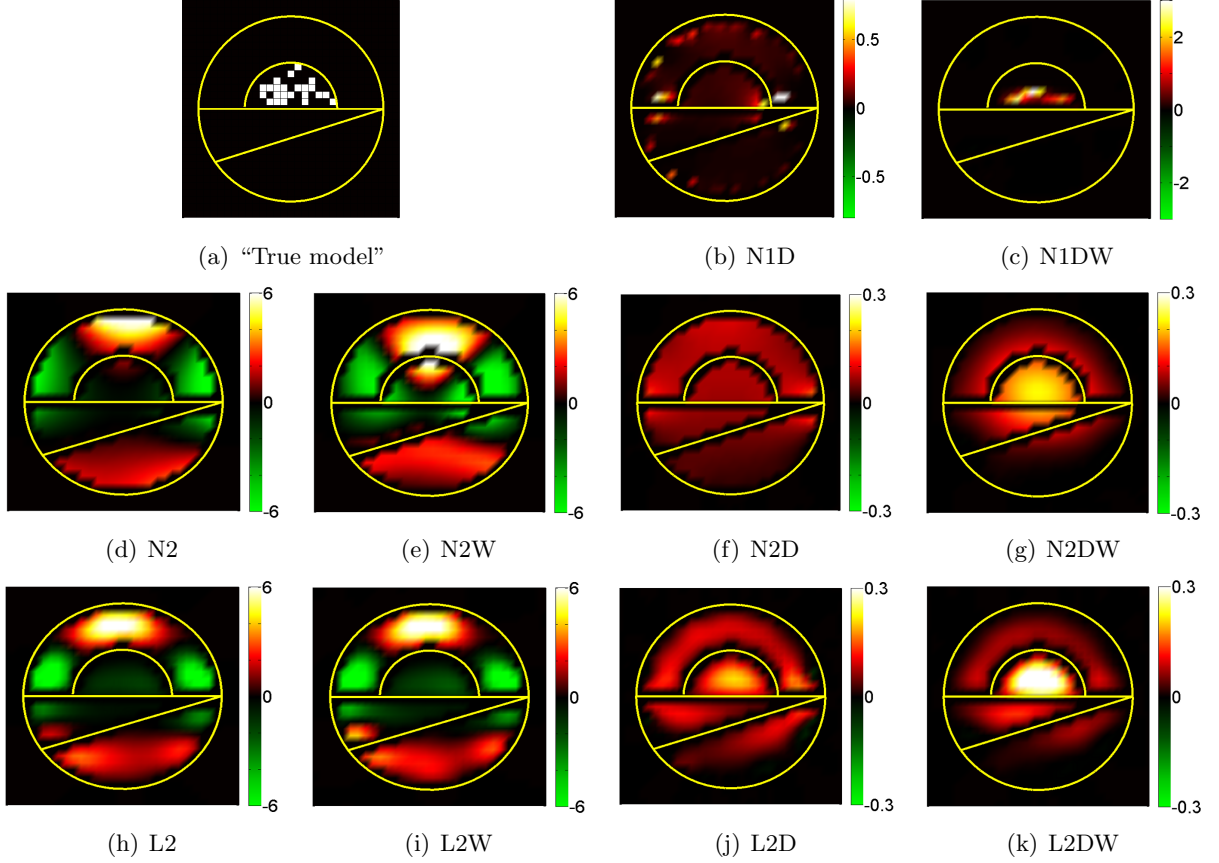 0.5
0
-0.5
2
0
-2
(a) “True model”
(b) N1D
(c) N1DW
6
0
-6
6
0
-6
0.3
0
-0.3
0.3
0
-0.3
(d) N2
(e) N2W
(f) N2D
(g) N2DW
6
0
-6
6
0
-6
0.3
0
-0.3
0.3
0
-0.3
(h) L2
(i) L2W
(j) L2D
(k) L2DW